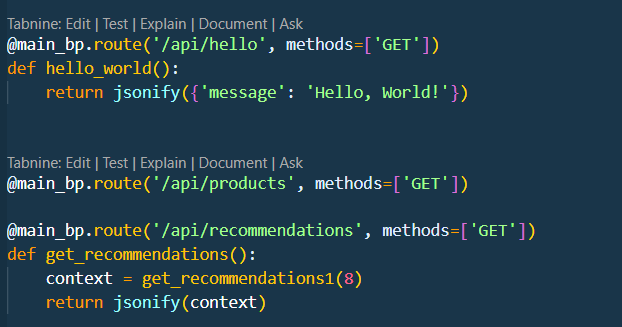 Tabnine: Edit | Test | Explain | Document | Ask
@main_bp.route('/api/hello', methods=['GET'])
def hello_world():
    return jsonify({'message': 'Hello, World!'})
Tabnine: Edit | Test | Explain | Document | Ask
@main_bp.route('/api/products', methods=['GET'])
@main_bp.route('/api/recommendations', methods=['GET'])
def get_recommendations():
    context = get_recommendations1(8)
    return jsonify(context)